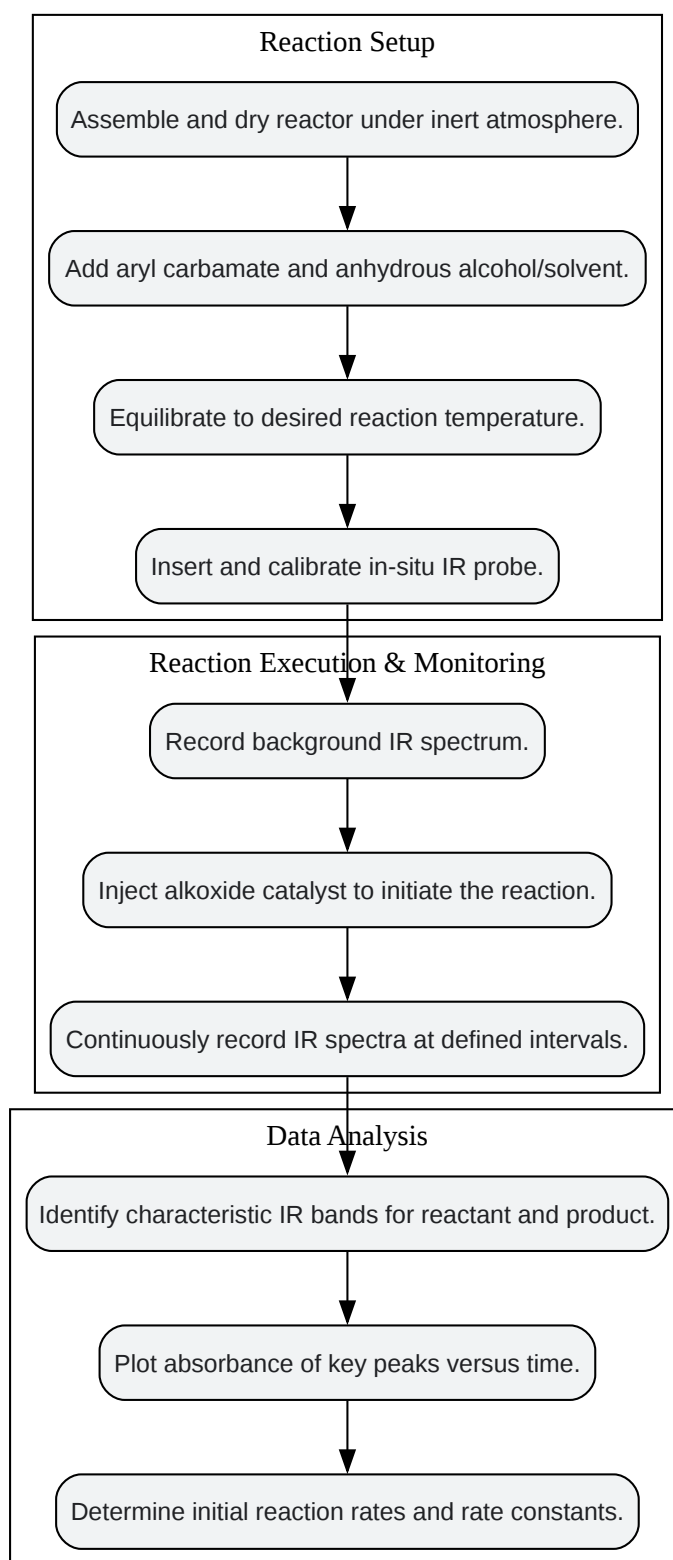 Reaction Setup
Assemble and dry reactor under inert atmosphere.
Add aryl carbamate and anhydrous alcohol/solvent.
Equilibrate to desired reaction temperature.
Insert and calibrate in-situ IR probe.
Reaction Execution & Monitoring
Record background IR spectrum.
Inject alkoxide catalyst to initiate the reaction.
Continuously record IR spectra at defined intervals.
Data Analysis
Identify characteristic IR bands for reactant and product.
Plot absorbance of key peaks versus time.
Determine initial reaction rates and rate constants.